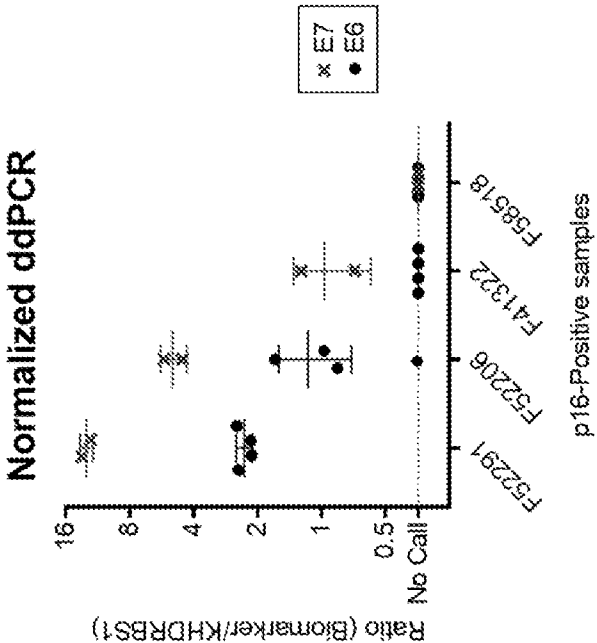 Normalized ddPCR
Ratio (Biomarker/KHDRBS1)
16
8
4
2
1
0.5
No Call
F52291
F52206
F41322
F58518
p16-Positive samples
E7
E6